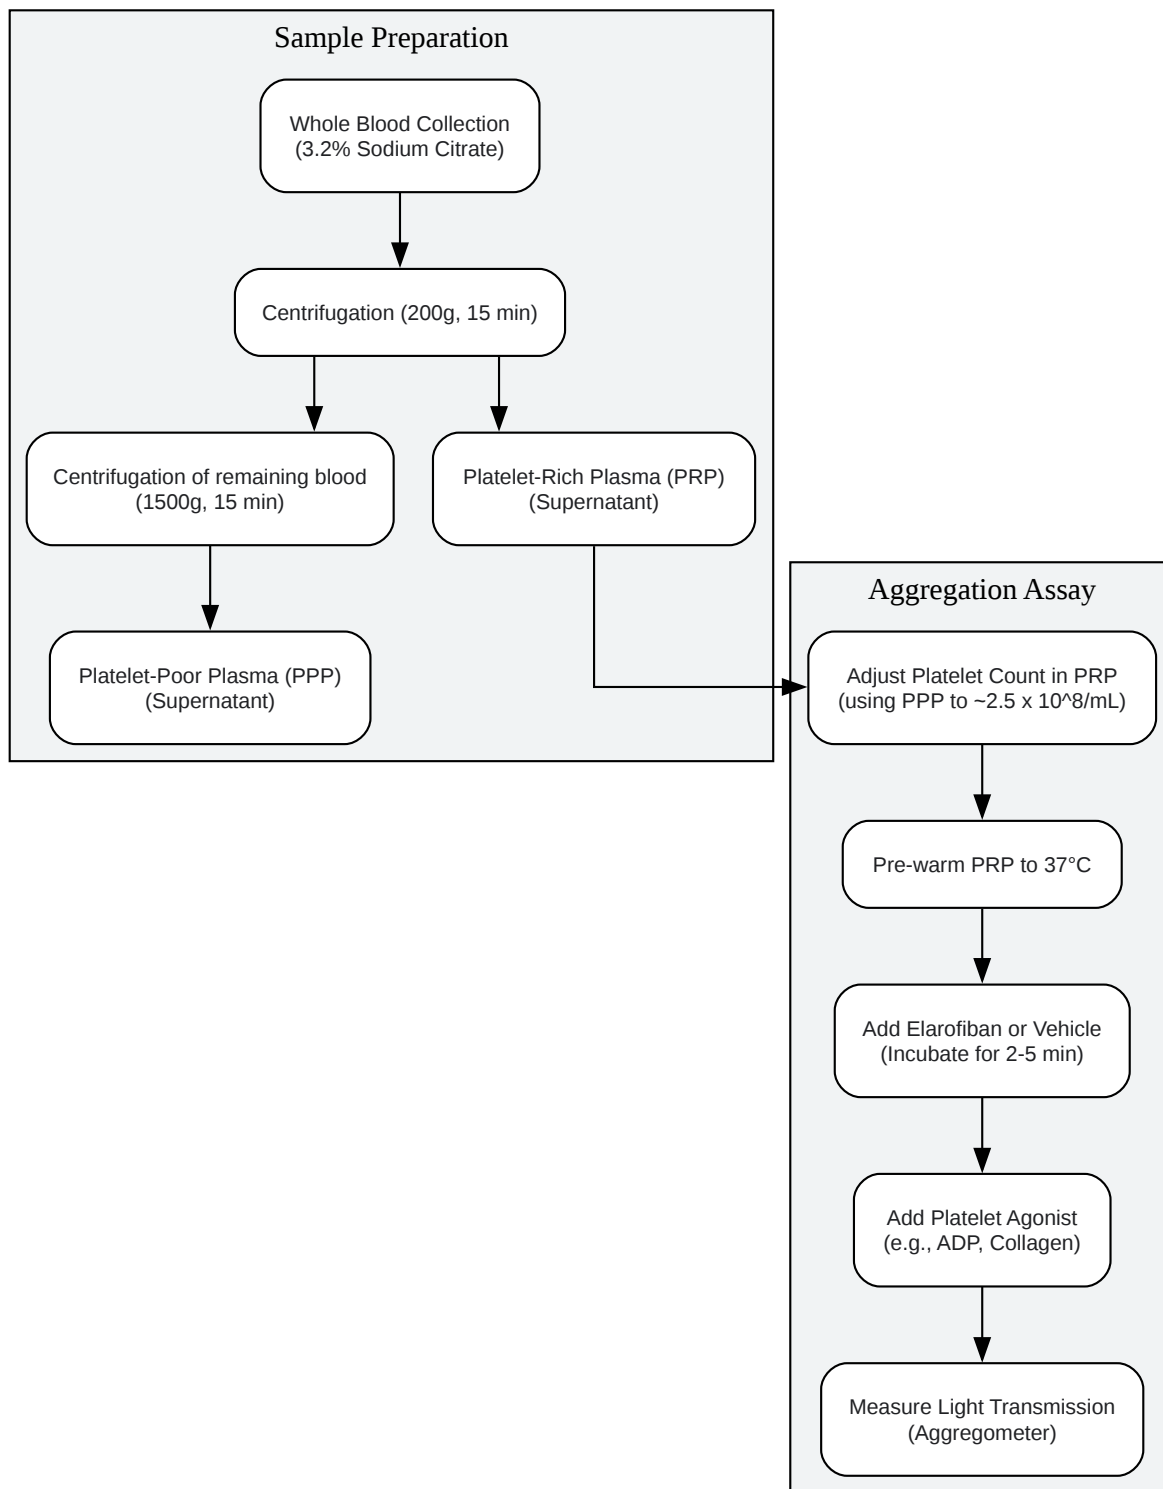 Sample Preparation
Whole Blood Collection
(3.2% Sodium Citrate)
Centrifugation (200g, 15 min)
Centrifugation of remaining blood
(1500g, 15 min)
Platelet-Rich Plasma (PRP)
(Supernatant)
Platelet-Poor Plasma (PPP)
(Supernatant)
Aggregation Assay
Adjust Platelet Count in PRP
(using PPP to ~2.5 x 10^8/mL)
Pre-warm PRP to 37°C
Add Elarofiban or Vehicle
(Incubate for 2-5 min)
Add Platelet Agonist
(e.g., ADP, Collagen)
Measure Light Transmission
(Aggregometer)